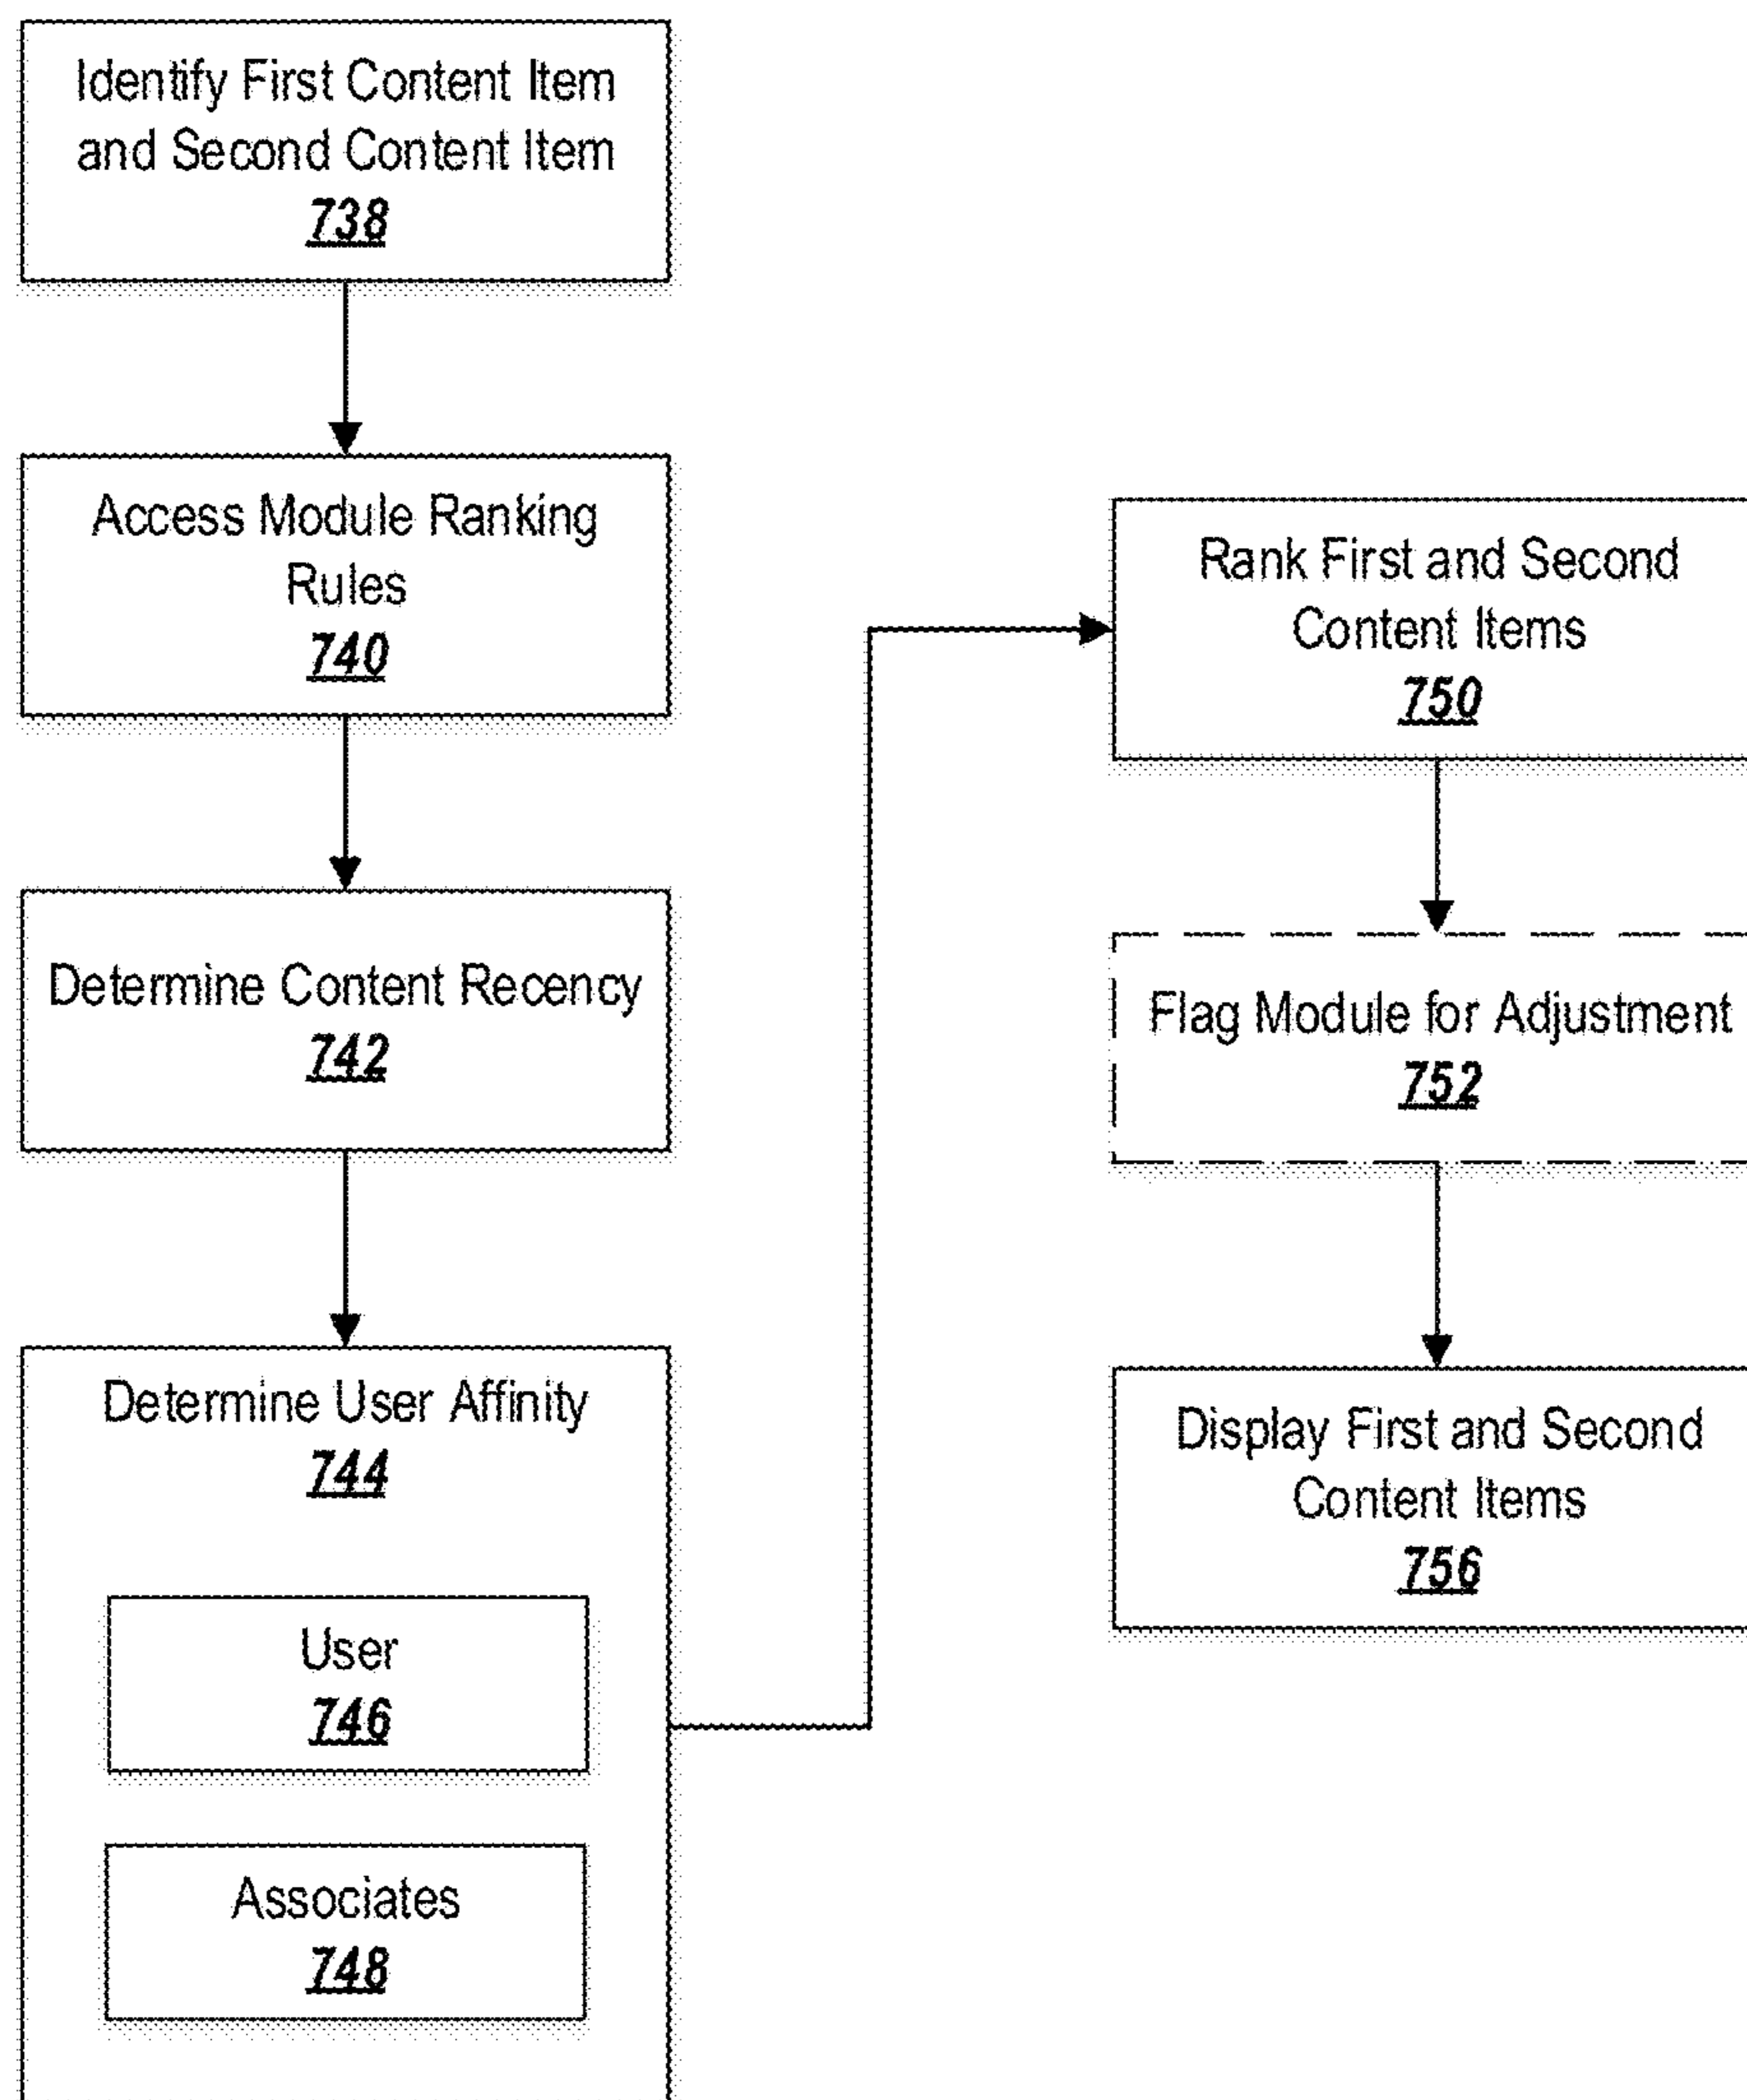 Identify First Content Item
and Second Content Item
738
Access Module Ranking
Rules
740
Determine Content Recency
742
Determine User Affinity
744
User
746
Associates
748
Rank First and Second
Content Items
750
Flag Module for Adjustment
752
Display First and Second
Content Items
756